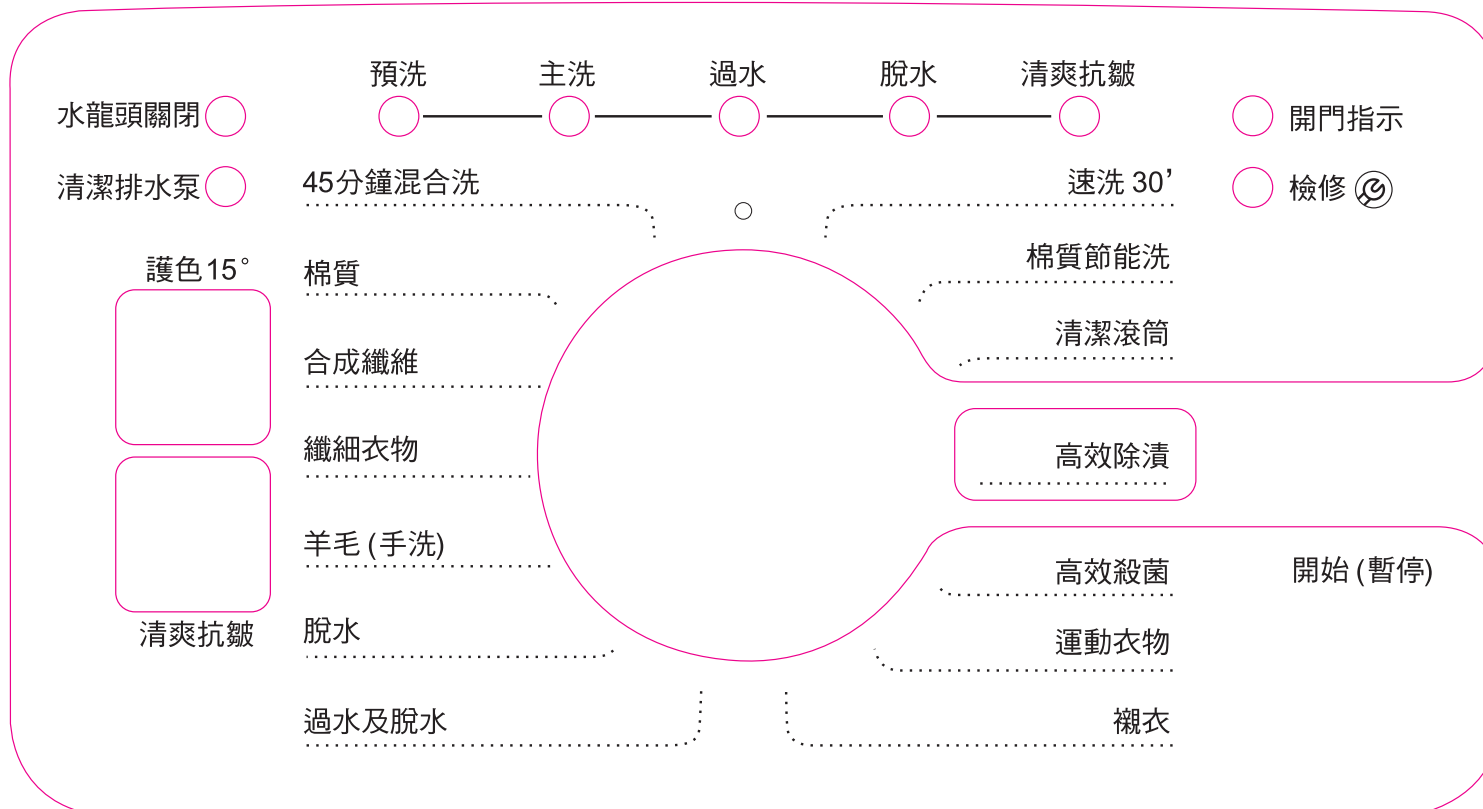 預洗 主洗 過水 脫水 清爽抗皺
水龍頭關閉 開門指示
清潔排水泵 45分鐘混合洗 速洗 30’ 檢修
護色15° 棉質 棉質節能洗
合成纖維 清潔滾筒
纖細衣物 高效除漬
羊毛 (手洗) 高效殺菌 開始 (暫停)
清爽抗皺 脫水 運動衣物
過水及脫水 襯衣